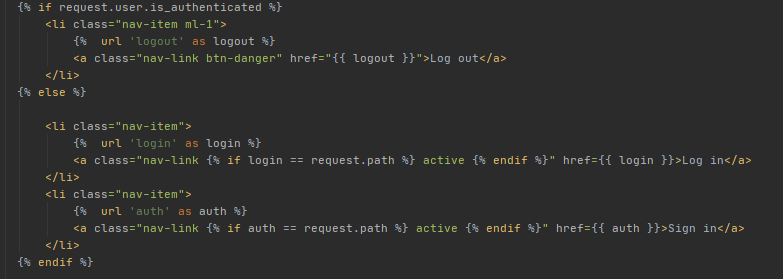 {% if request.user.is_authenticated %}
<li class="nav-item ml-1">
{%  url 'logout' as logout %}
<a class="nav-link btn-danger" href="{{ logout }}">Log out</a>
</li>
{% else %}
<li class="nav-item">
{%  url 'login' as login %}
<a class="nav-link {% if login == request.path %} active {% endif %}" href={{ login }}>Log in</a>
</li>
<li class="nav-item">
{%  url 'auth' as auth %}
<a class="nav-link {% if auth == request.path %} active {% endif %}" href={{ auth }}>Sign in</a>
</li>
{% endif %}